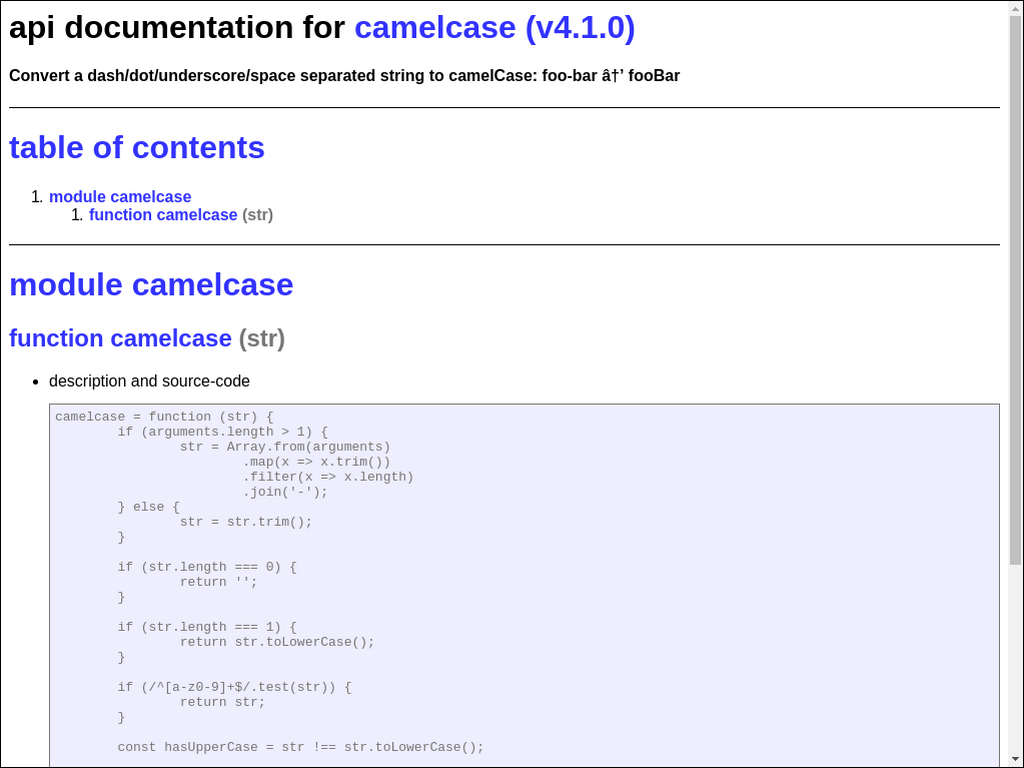 api documentation for camelcase (v4.1.0)
Convert a dash/dot/underscore/space separated string to camelCase: foo-bar â†’ fooBar
table of contents
1. module camelcase
1. function camelcase (str)
module camelcase
function camelcase (str)
• description and source-code
camelcase = function (str) {
        if (arguments.length > 1) {
                str = Array.from(arguments)
                        .map(x => x.trim())
                        .filter(x => x.length)
                        .join('-');
        } else {
                str = str.trim();
        }

        if (str.length === 0) {
                return '';
        }

        if (str.length === 1) {
                return str.toLowerCase();
        }

        if (/^[a-z0-9]+$/.test(str)) {
                return str;
        }

        const hasUpperCase = str !== str.toLowerCase();